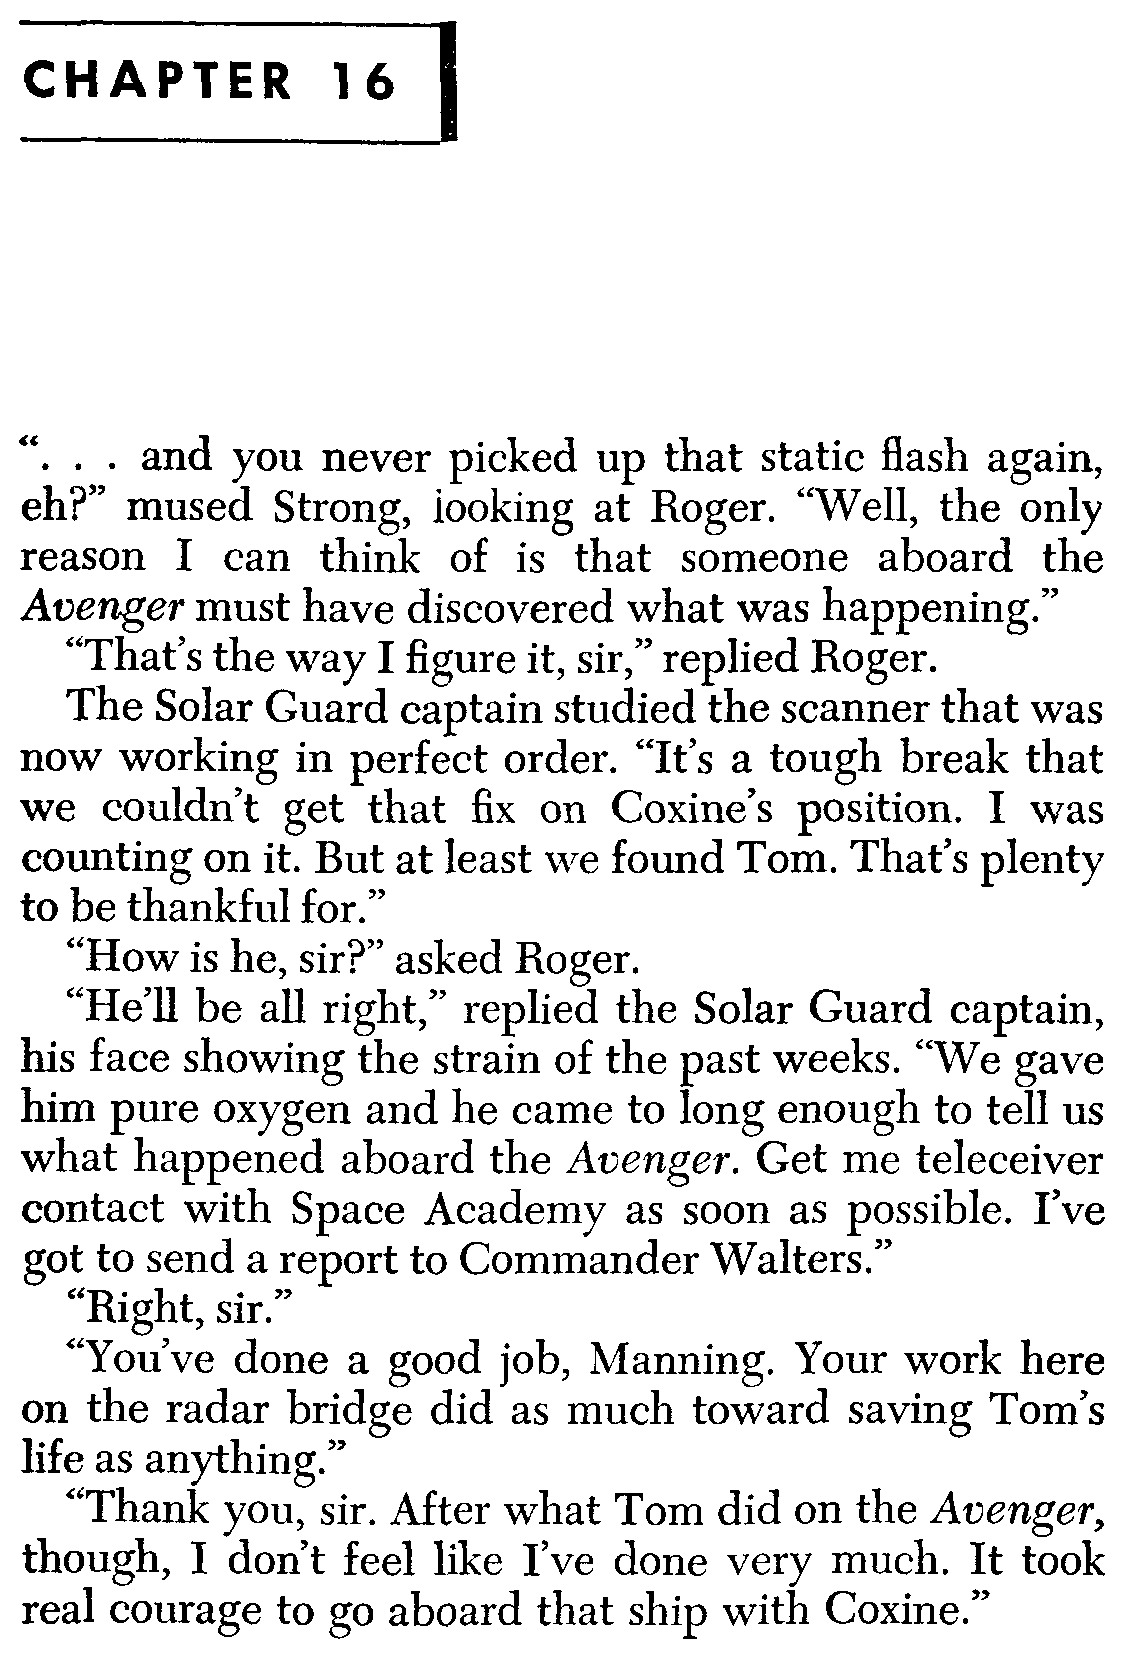 CHAPTER 16
“. . . and you never picked up that static flash again,
eh?” mused Strong, looking at Roger. “Well, the only
reason I can think of is that someone aboard the
Avenger must have discovered what was happening.”
“That’s the way I figure it, sir,” replied Roger.
The Solar Guard captain studied the scanner that was
now working in perfect order. “It’s a tough break that
we couldn’t get that fix on Coxine’s position. I was
counting on it. But at least we found Tom. That’s plenty
to be thankful for.”
“How is he, sir?” asked Roger.
“He’ll be all right,” replied the Solar Guard captain,
his face showing the strain of the past weeks. “We gave
him pure oxygen and he came to long enough to tell us
what happened aboard the Avenger. Get me teleceiver
contact with Space Academy as soon as possible. I’ve
got to send a report to Commander Walters.”
“Right, sir.”
“You’ve done a good job, Manning. Your work here
on the radar bridge did as much toward saving Tom’s
life as anything.”
“Thank you, sir. After what Tom did on the Avenger,
though, I don’t feel like I’ve done very much. It took
real courage to go aboard that ship with Coxine.”